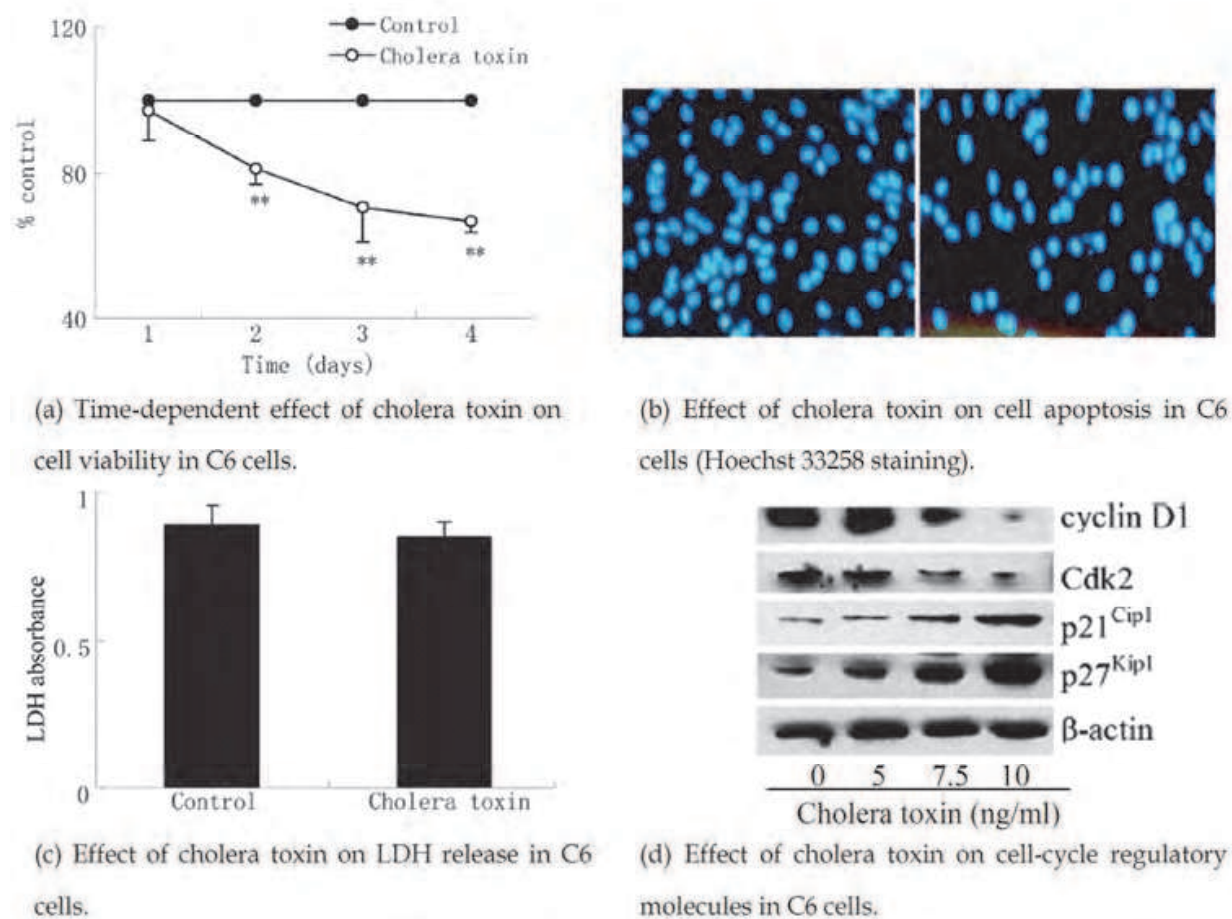 120
Control
Cholera toxin
% control
80
**
**
**
40
1 2 3 4
Time (days)
(a) Time-dependent effect of cholera toxin on
cell viability in C6 cells.
(b) Effect of cholera toxin on cell apoptosis in C6
cells (Hoechst 33258 staining).
1
LDH absorbance
0.5
0
Control Cholera toxin
(c) Effect of cholera toxin on LDH release in C6
cells.
cyclin D1
Cdk2
p21Cip1
p27Kip1
β-actin
0 5 7.5 10
Cholera toxin (ng/ml)
(d) Effect of cholera toxin on cell-cycle regulatory
molecules in C6 cells.